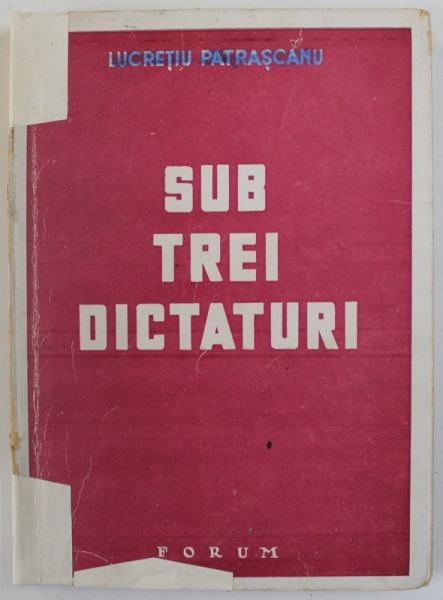 LUCREȚIU PATRAȘCANU
SUB
TREI
DICTATURI
FORUM